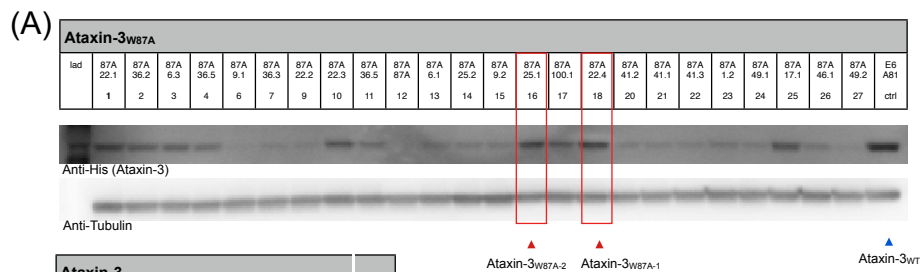 (A)
Ataxin-3W87A
lad 87A 87A 87A 87A 87A 87A 87A 87A 87A 87A 87A 87A 87A 87A 87A 87A 87A 87A 87A 87A 87A 87A 87A 87A E6
22.1 36.2 6.3 36.5 9.1 36.3 22.2 22.3 36.5 87A 6.1 25.2 9.2 25.1 100.1 22.4 41.2 41.1 41.3 1.2 49.1 17.1 46.1 49.2 A81
1 2 3 4 6 7 9 10 11 12 13 14 15 16 17 18 20 21 22 23 24 25 26 27 ctrl
Anti-His (Ataxin-3)
Anti-Tubulin
Ataxin-3W87A-2 Ataxin-3W87A-1 Ataxin-3WT
Ataxin-3